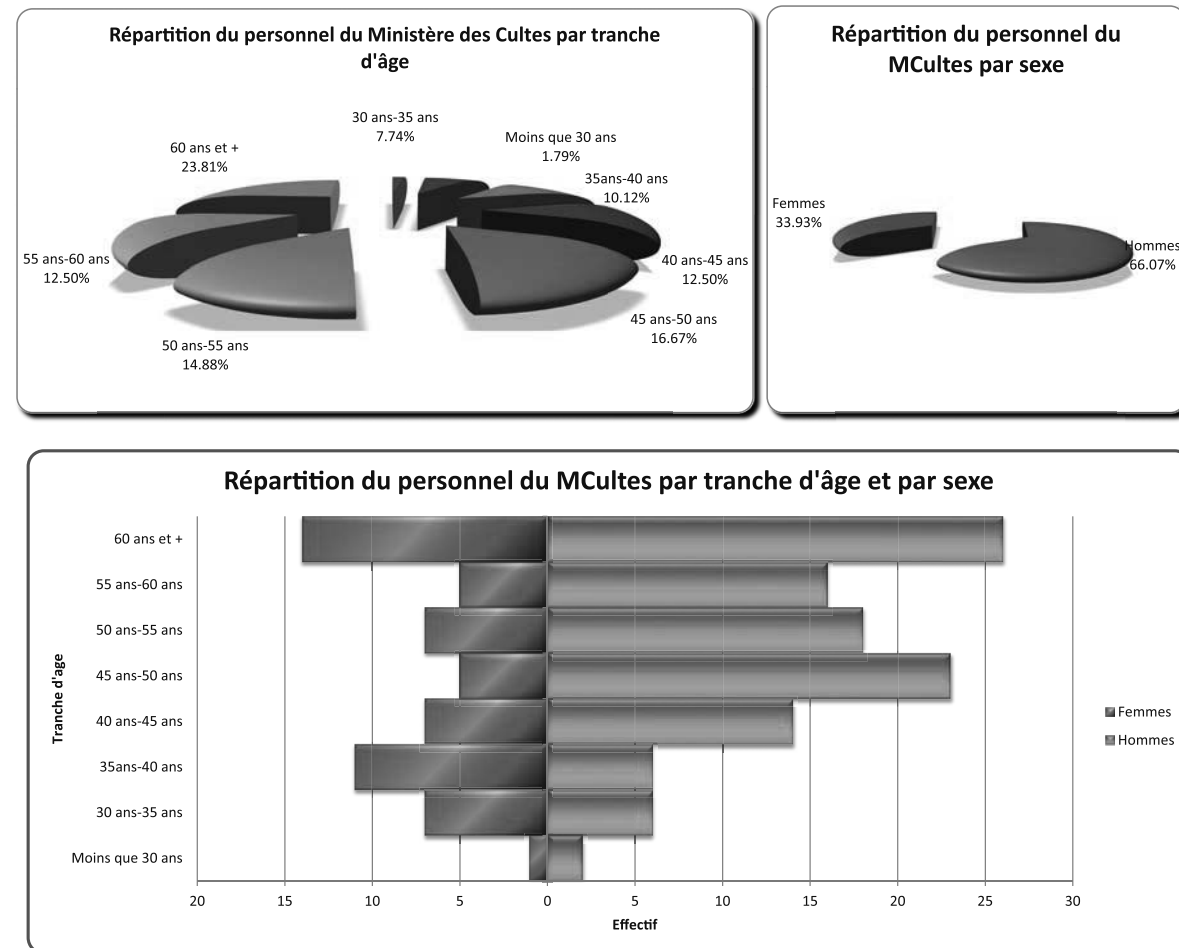 Répartition du personnel du Ministère des Cultes par tranche
d'âge
30 ans-35 ans
7.74%
Moins que 30 ans
1.79%
60 ans et +
23.81%
35ans-40 ans
10.12%
55 ans-60 ans
12.50%
40 ans-45 ans
12.50%
45 ans-50 ans
16.67%
50 ans-55 ans
14.88%
Répartition du personnel du
MCultes par sexe
Femmes
33.93%
Hommes
66.07%
Répartition du personnel du MCultes par tranche d'âge et par sexe
Tranche d'age
60 ans et +
55 ans-60 ans
50 ans-55 ans
45 ans-50 ans
40 ans-45 ans
35ans-40 ans
30 ans-35 ans
Moins que 30 ans
20 15 10 5 0 5 10 15 20 25 30
Effectif
Femmes
Hommes